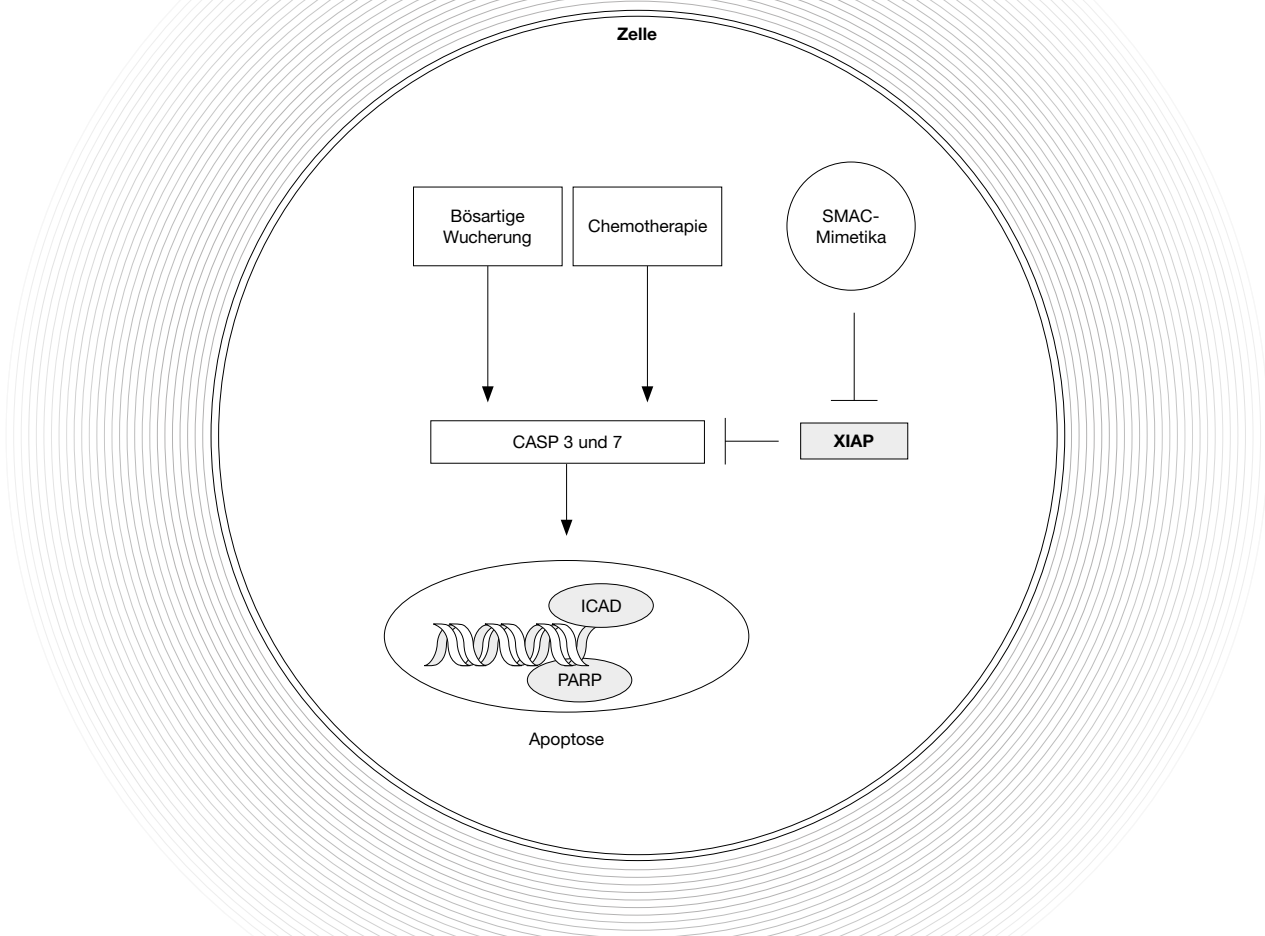 Zelle
Bösartige
Wucherung
Chemotherapie
SMAC-
Mimetika
CASP 3 und 7
XIAP
ICAD
PARP
Apoptose